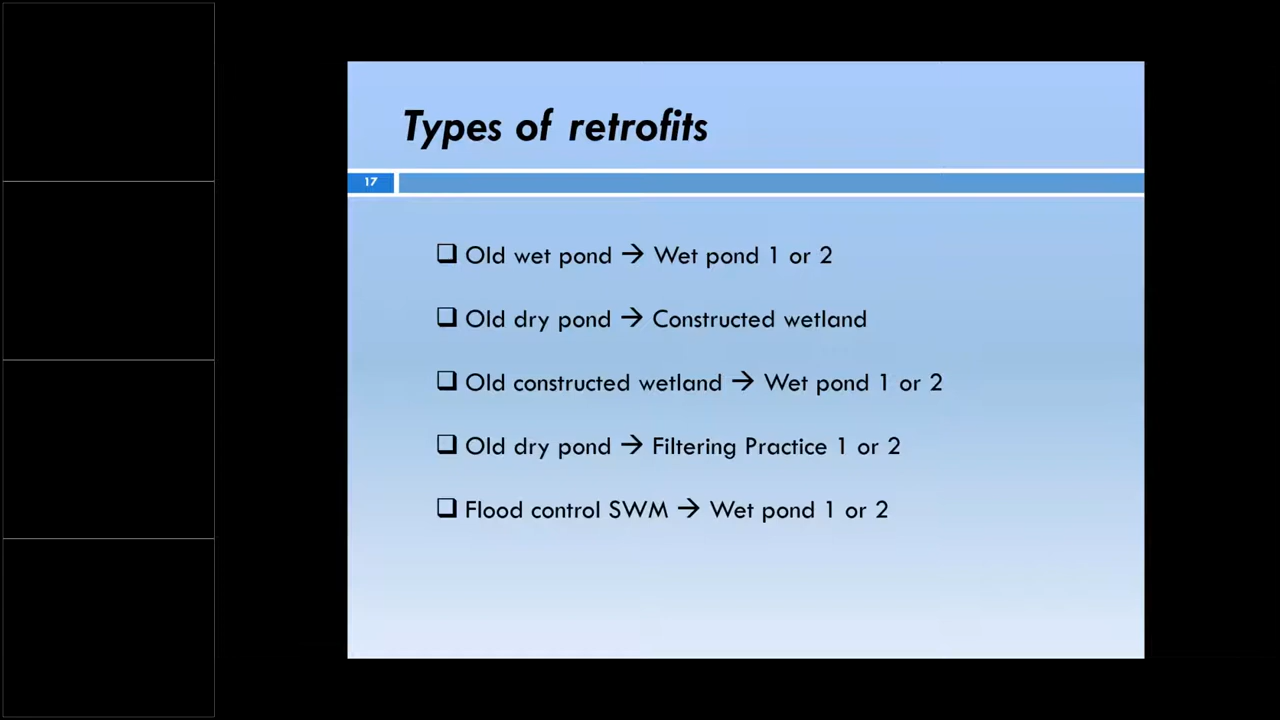 Types of retrofits
17
Old wet pond → Wet pond 1 or 2
Old dry pond → Constructed wetland
Old constructed wetland → Wet pond 1 or 2
Old dry pond → Filtering Practice 1 or 2
Flood control SWM → Wet pond 1 or 2